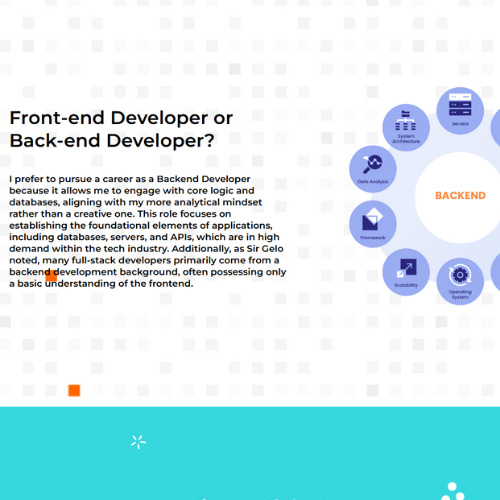 Front-end Developer or
Back-end Developer?
I prefer to pursue a career as a Backend Developer
because it allows me to engage with core logic and
databases, aligning with my more analytical mindset
rather than a creative one. This role focuses on
establishing the foundational elements of applications,
including databases, servers, and APIs, which are in high
demand within the tech industry. Additionally, as Sir Gelo
noted, many full-stack developers primarily come from a
backend development background, often possessing only
a basic understanding of the frontend.
Servers
System
Architecture
Data Analysis
BACKEND
Framework
Scalability
Operating
System